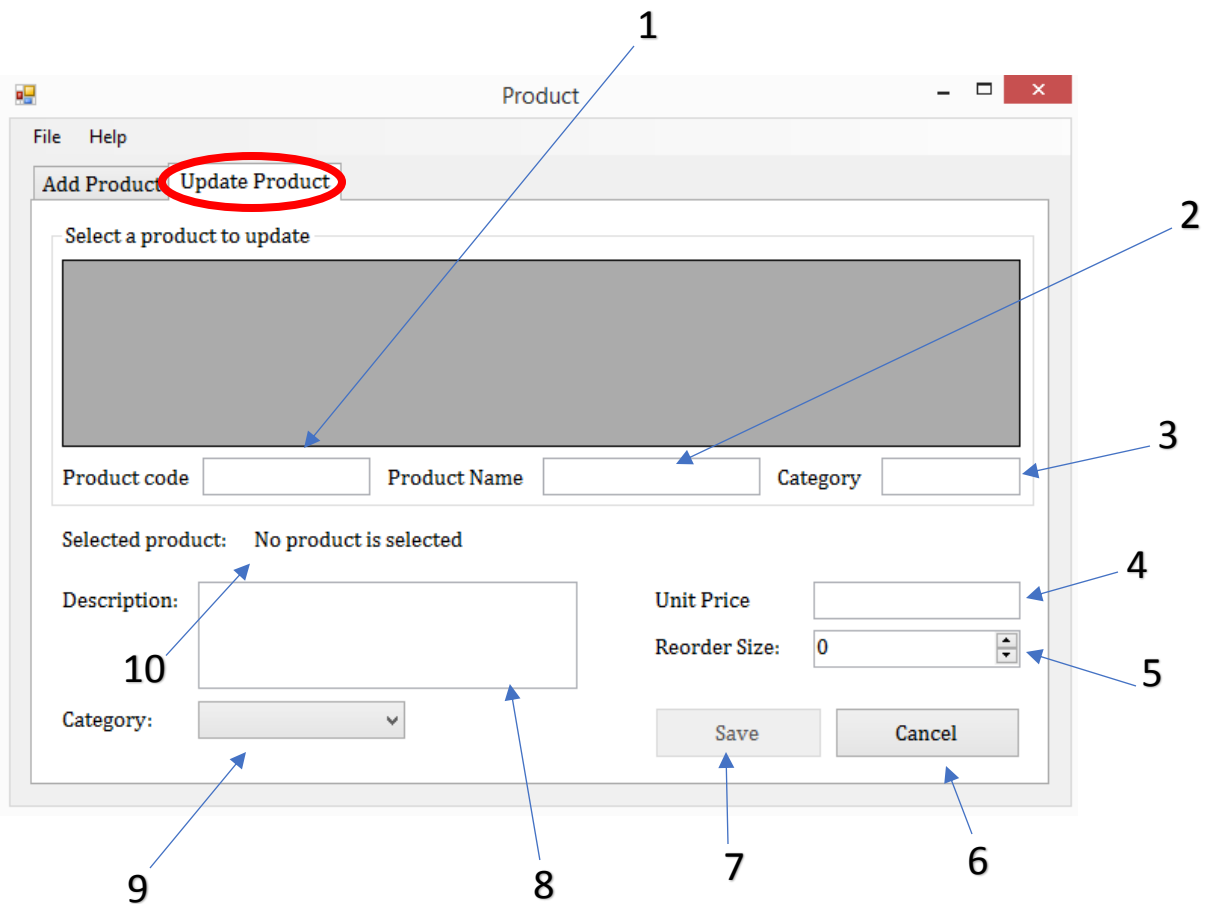 1
Product
File Help
Add Product Update Product
2
Select a product to update
3
Product code Product Name Category
Selected product: No product is selected
4
Description: Unit Price
Reorder Size: 0
10
5
Category:
Save Cancel
9
8
7
6